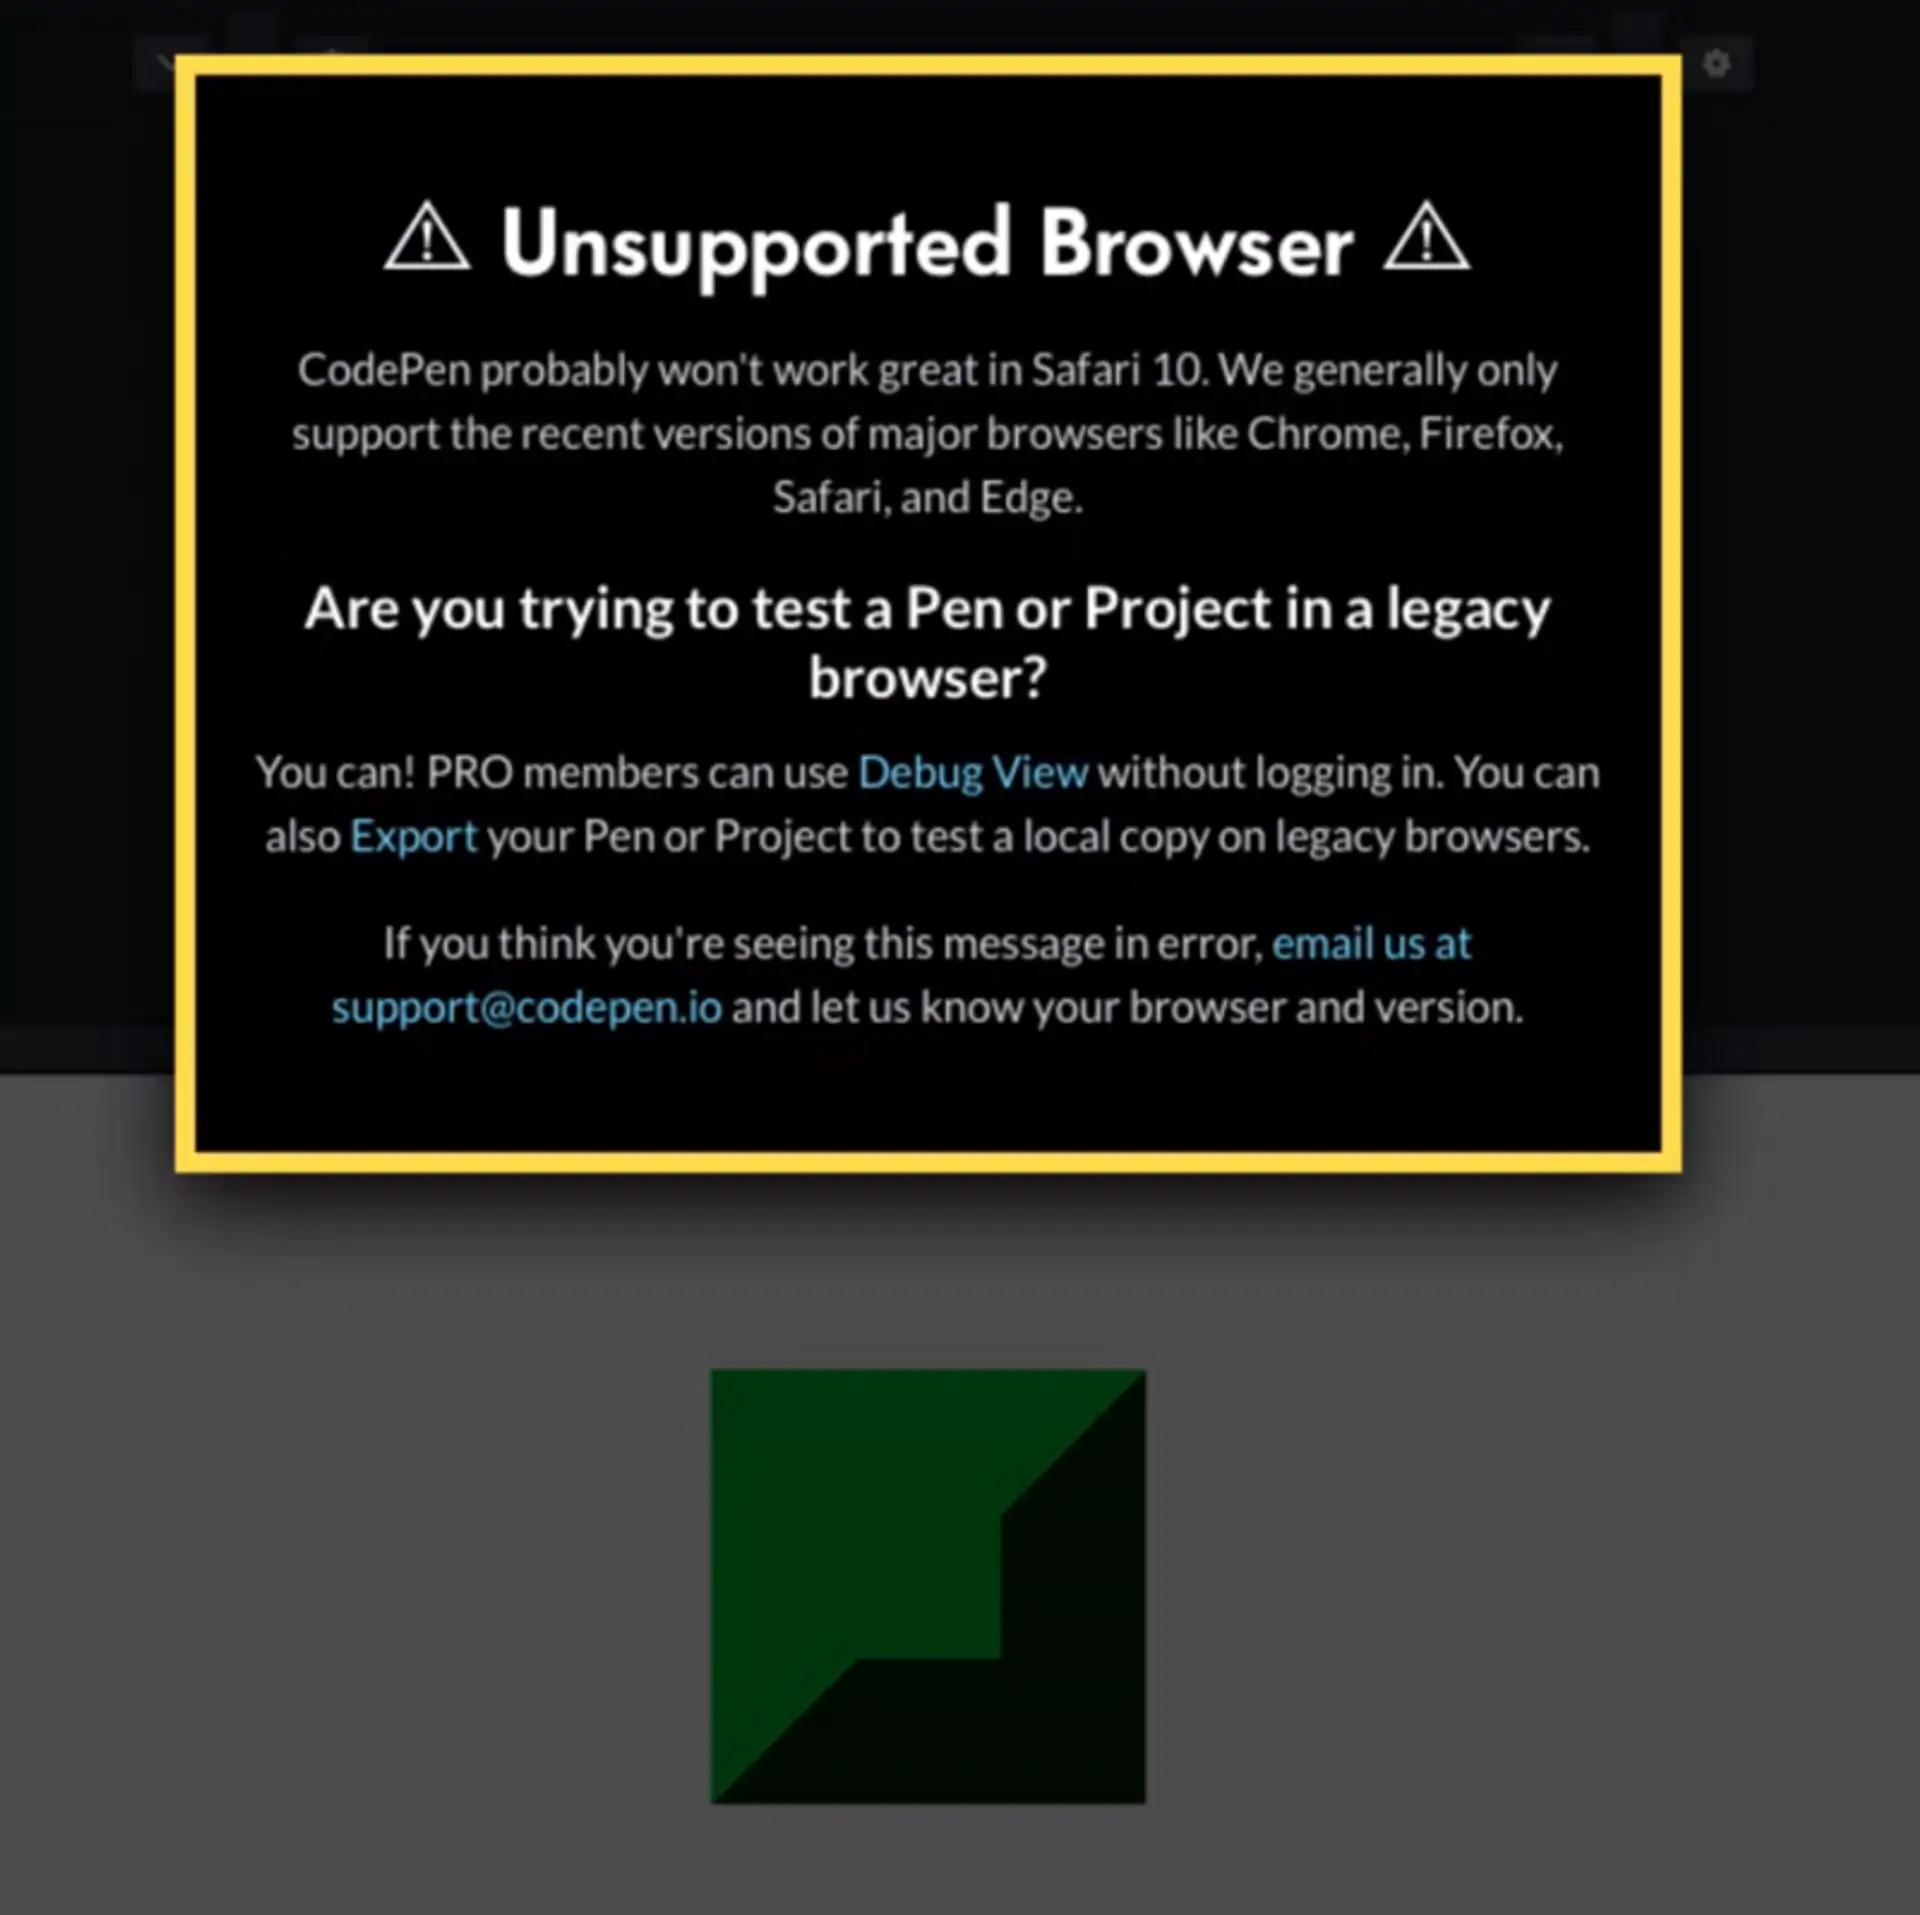 ⚠ Unsupported Browser ⚠
CodePen probably won't work great in Safari 10. We generally only
support the recent versions of major browsers like Chrome, Firefox,
Safari, and Edge.
Are you trying to test a Pen or Project in a legacy
browser?
You can! PRO members can use Debug View without logging in. You can
also Export your Pen or Project to test a local copy on legacy browsers.
If you think you're seeing this message in error, email us at
support@codepen.io and let us know your browser and version.